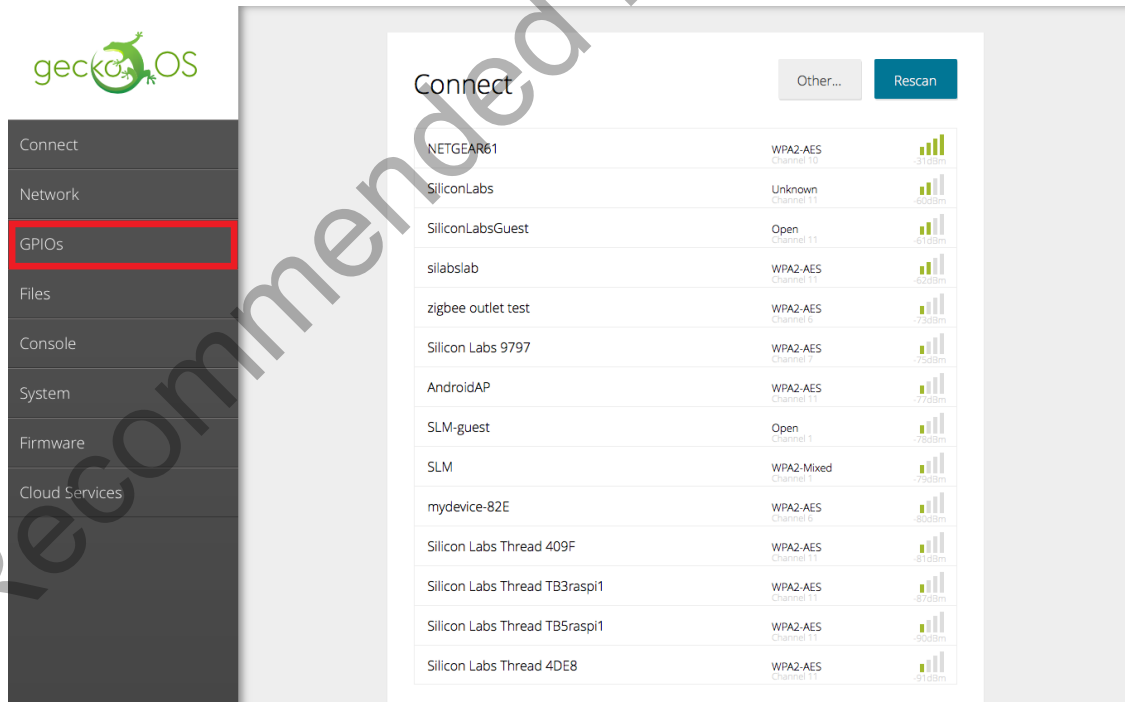 gecko OS
Connect
Network
GPIOs
Files
Console
System
Firmware
Cloud Services
Connect
Other...
Rescan
NETGEAR61 WPA2-AES -31dBm
Channel 10
SiliconLabs Unknown -60dBm
Channel 11
SiliconLabsGuest Open -61dBm
Channel 11
silabslab WPA2-AES -62dBm
Channel 11
zigbee outlet test WPA2-AES -73dBm
Channel 6
Silicon Labs 9797 WPA2-AES -75dBm
Channel 7
AndroidAP WPA2-AES -77dBm
Channel 11
SLM-guest Open -78dBm
Channel 1
SLM WPA2-Mixed -79dBm
Channel 1
mydevice-82E WPA2-AES -80dBm
Channel 6
Silicon Labs Thread 409F WPA2-AES -81dBm
Channel 11
Silicon Labs Thread TB3raspi1 WPA2-AES -87dBm
Channel 11
Silicon Labs Thread TB5raspi1 WPA2-AES -90dBm
Channel 11
Silicon Labs Thread 4DE8 WPA2-AES -91dBm
Channel 11
Recommended